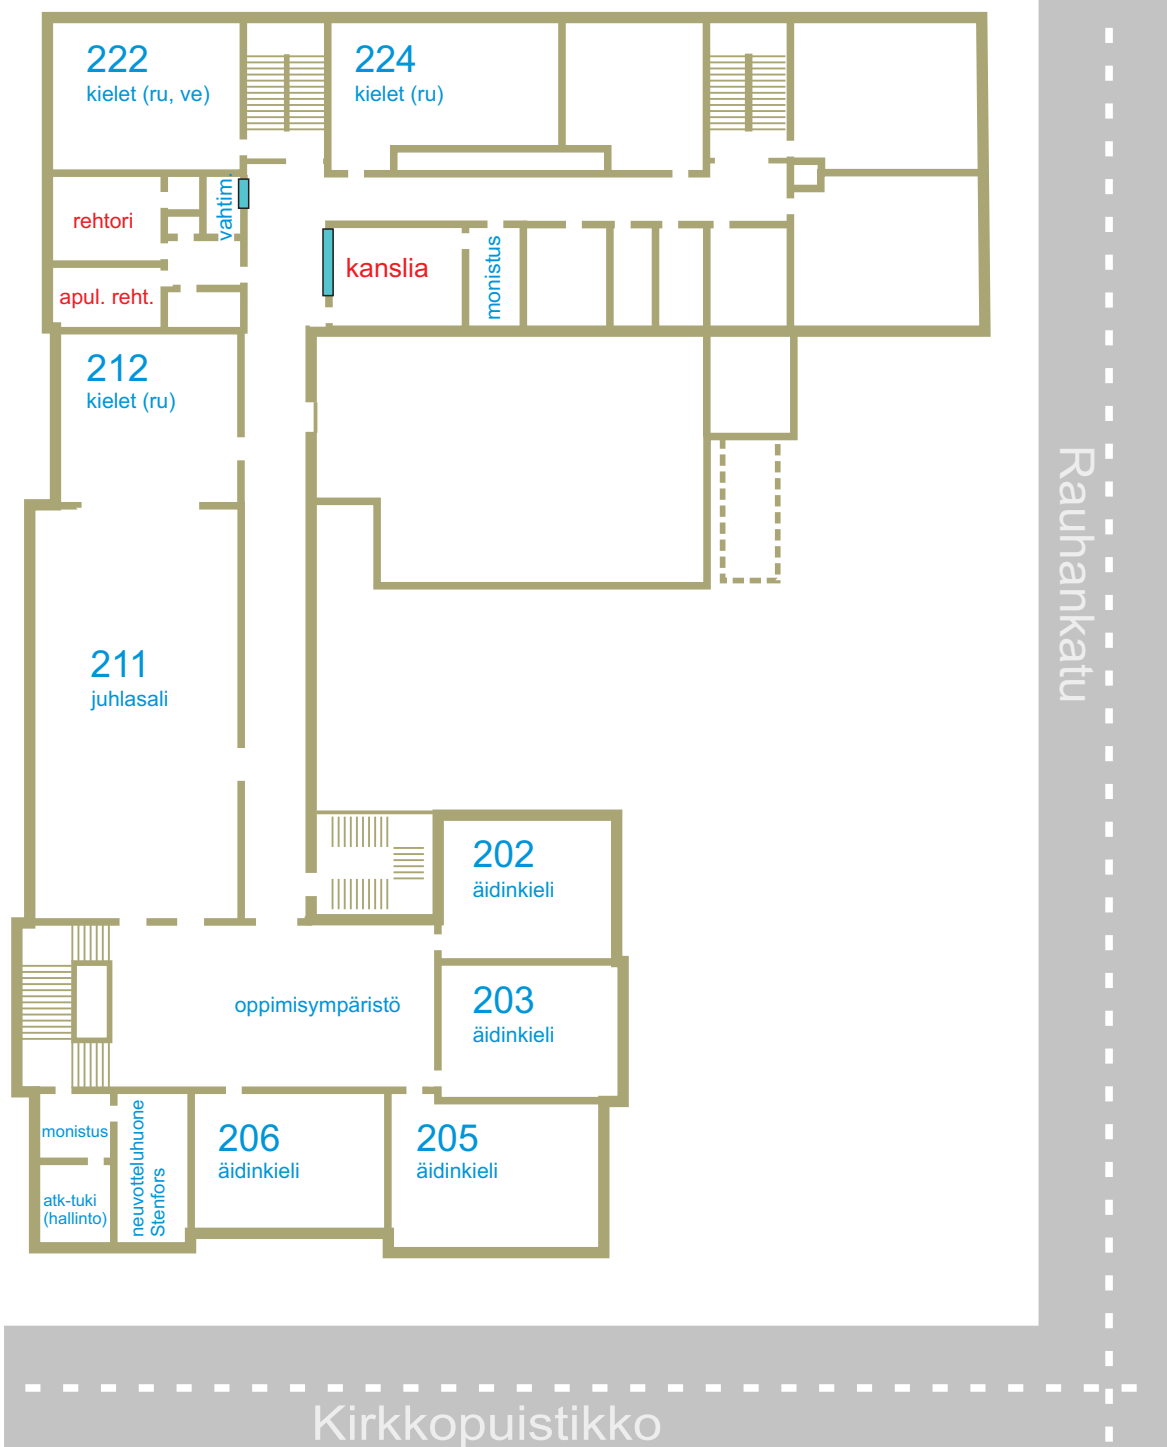 222
kielet (ru, ve)
224
kielet (ru)
rehtori
vahtim.
apul. reht.
kanslia
monistus
212
kielet (ru)
Rauhankatu
211
juhlasali
202
äidinkieli
oppimisympäristö
203
äidinkieli
monistus
atk-tuki
(hallinto)
neuvotteluhuone
Stenfors
206
äidinkieli
205
äidinkieli
Kirkkopuistikko